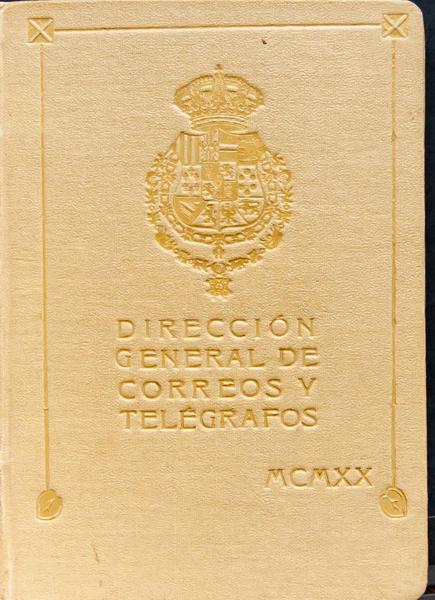 DIRECCIÓN
GENERAL DE
CORREOS Y
TELÉGRAFOS
MCMXX